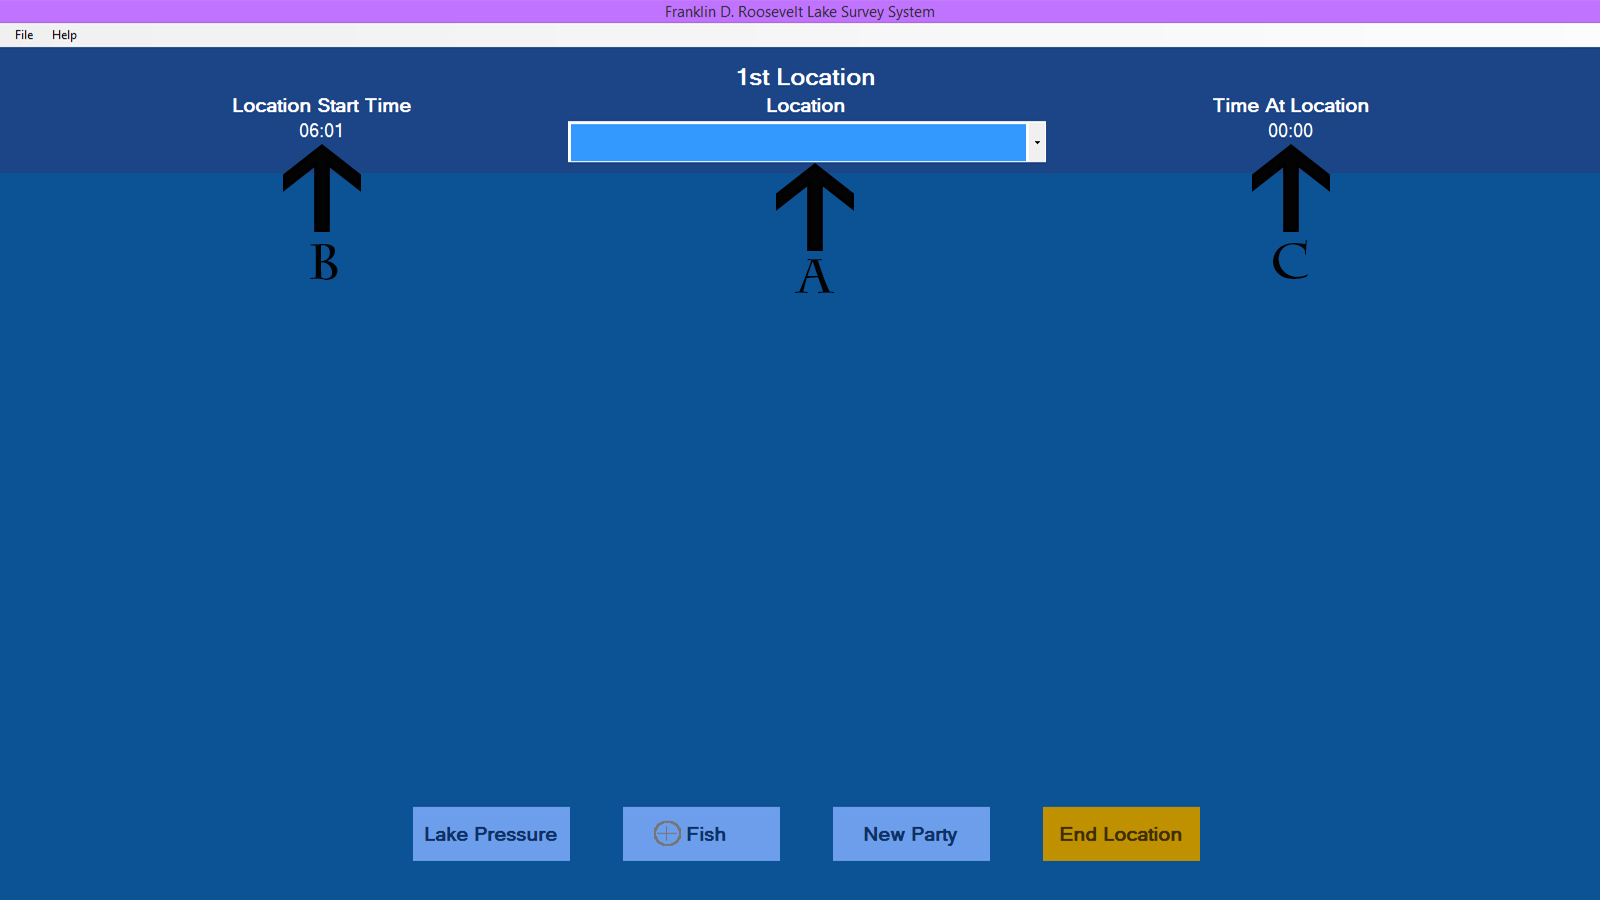 Franklin D. Roosevelt Lake Survey System
File Help
1st Location
Location Start Time Location Time At Location
06:01 00:00
B A C
Lake Pressure Fish New Party End Location